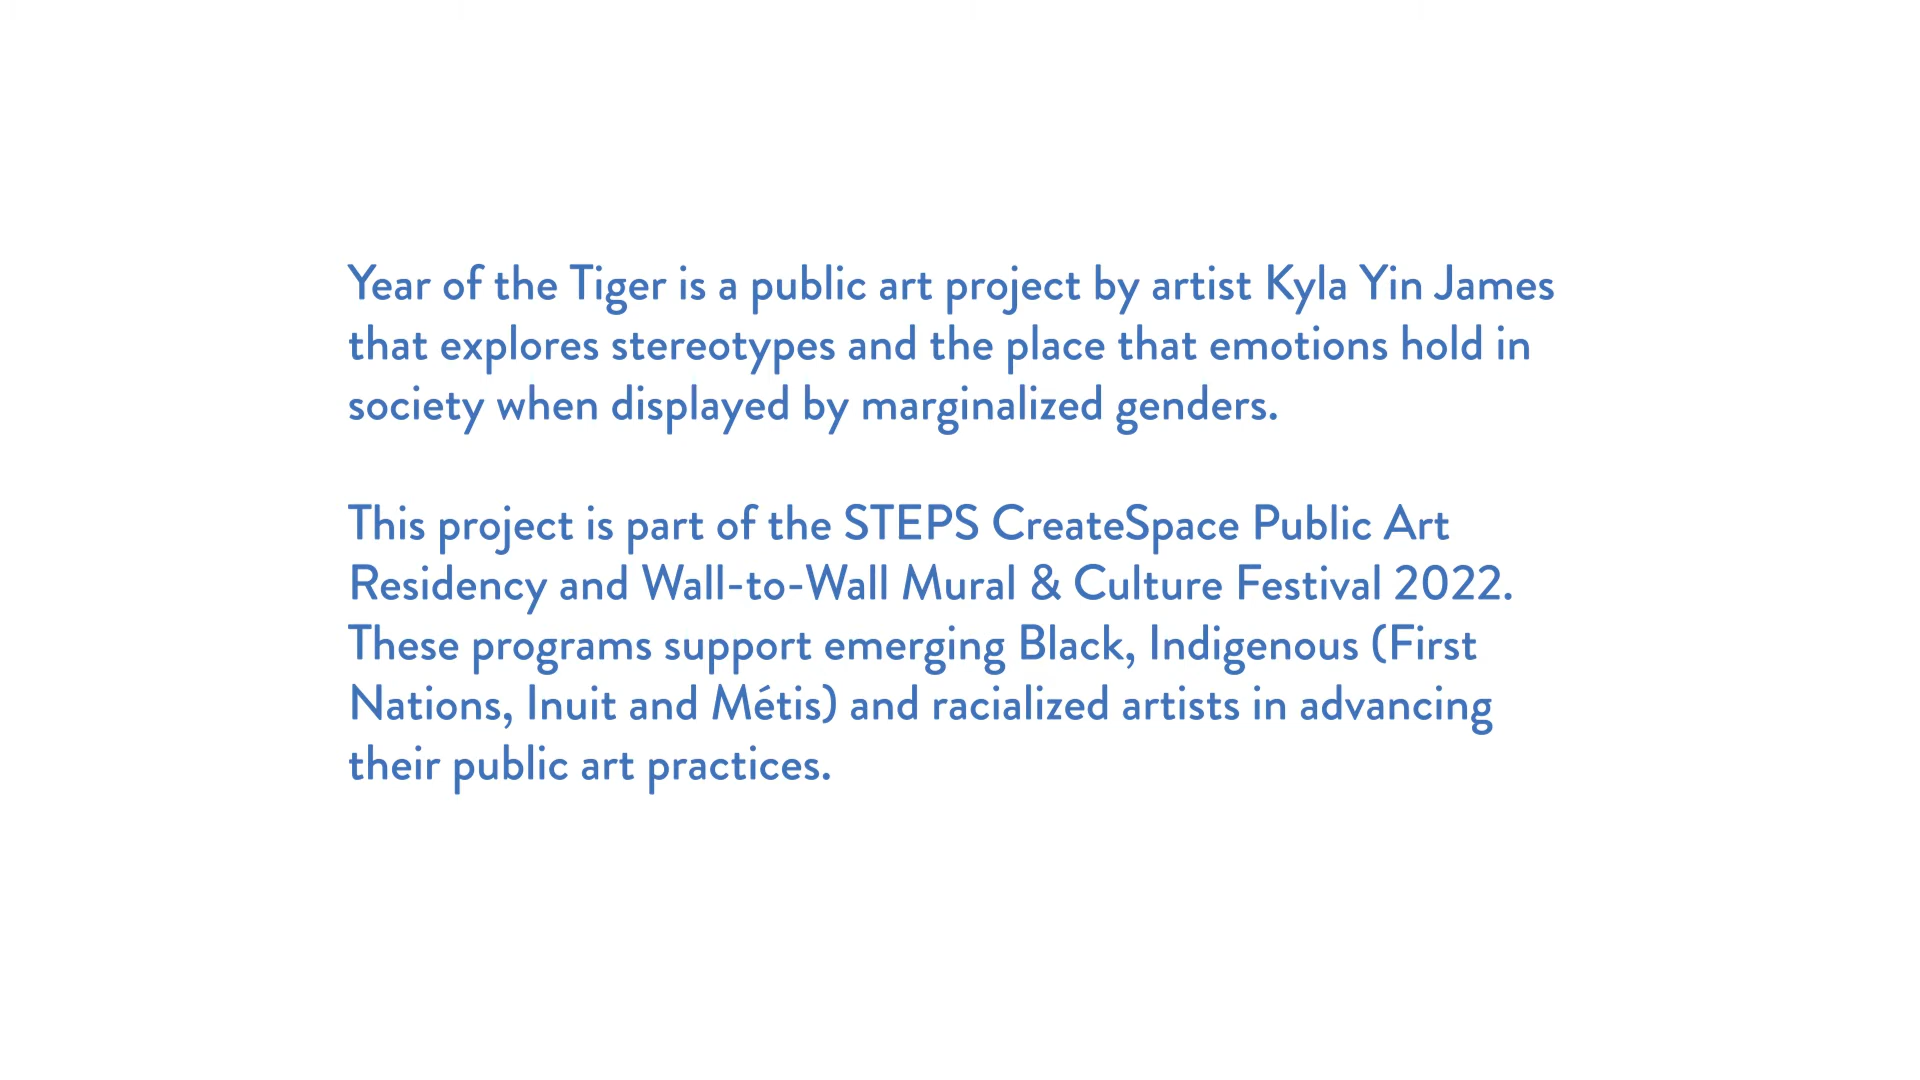 Year of the Tiger is a public art project by artist Kyla Yin James
that explores stereotypes and the place that emotions hold in
society when displayed by marginalized genders.
This project is part of the STEPS CreateSpace Public Art
Residency and Wall-to-Wall Mural & Culture Festival 2022.
These programs support emerging Black, Indigenous (First
Nations, Inuit and Métis) and racialized artists in advancing
their public art practices.